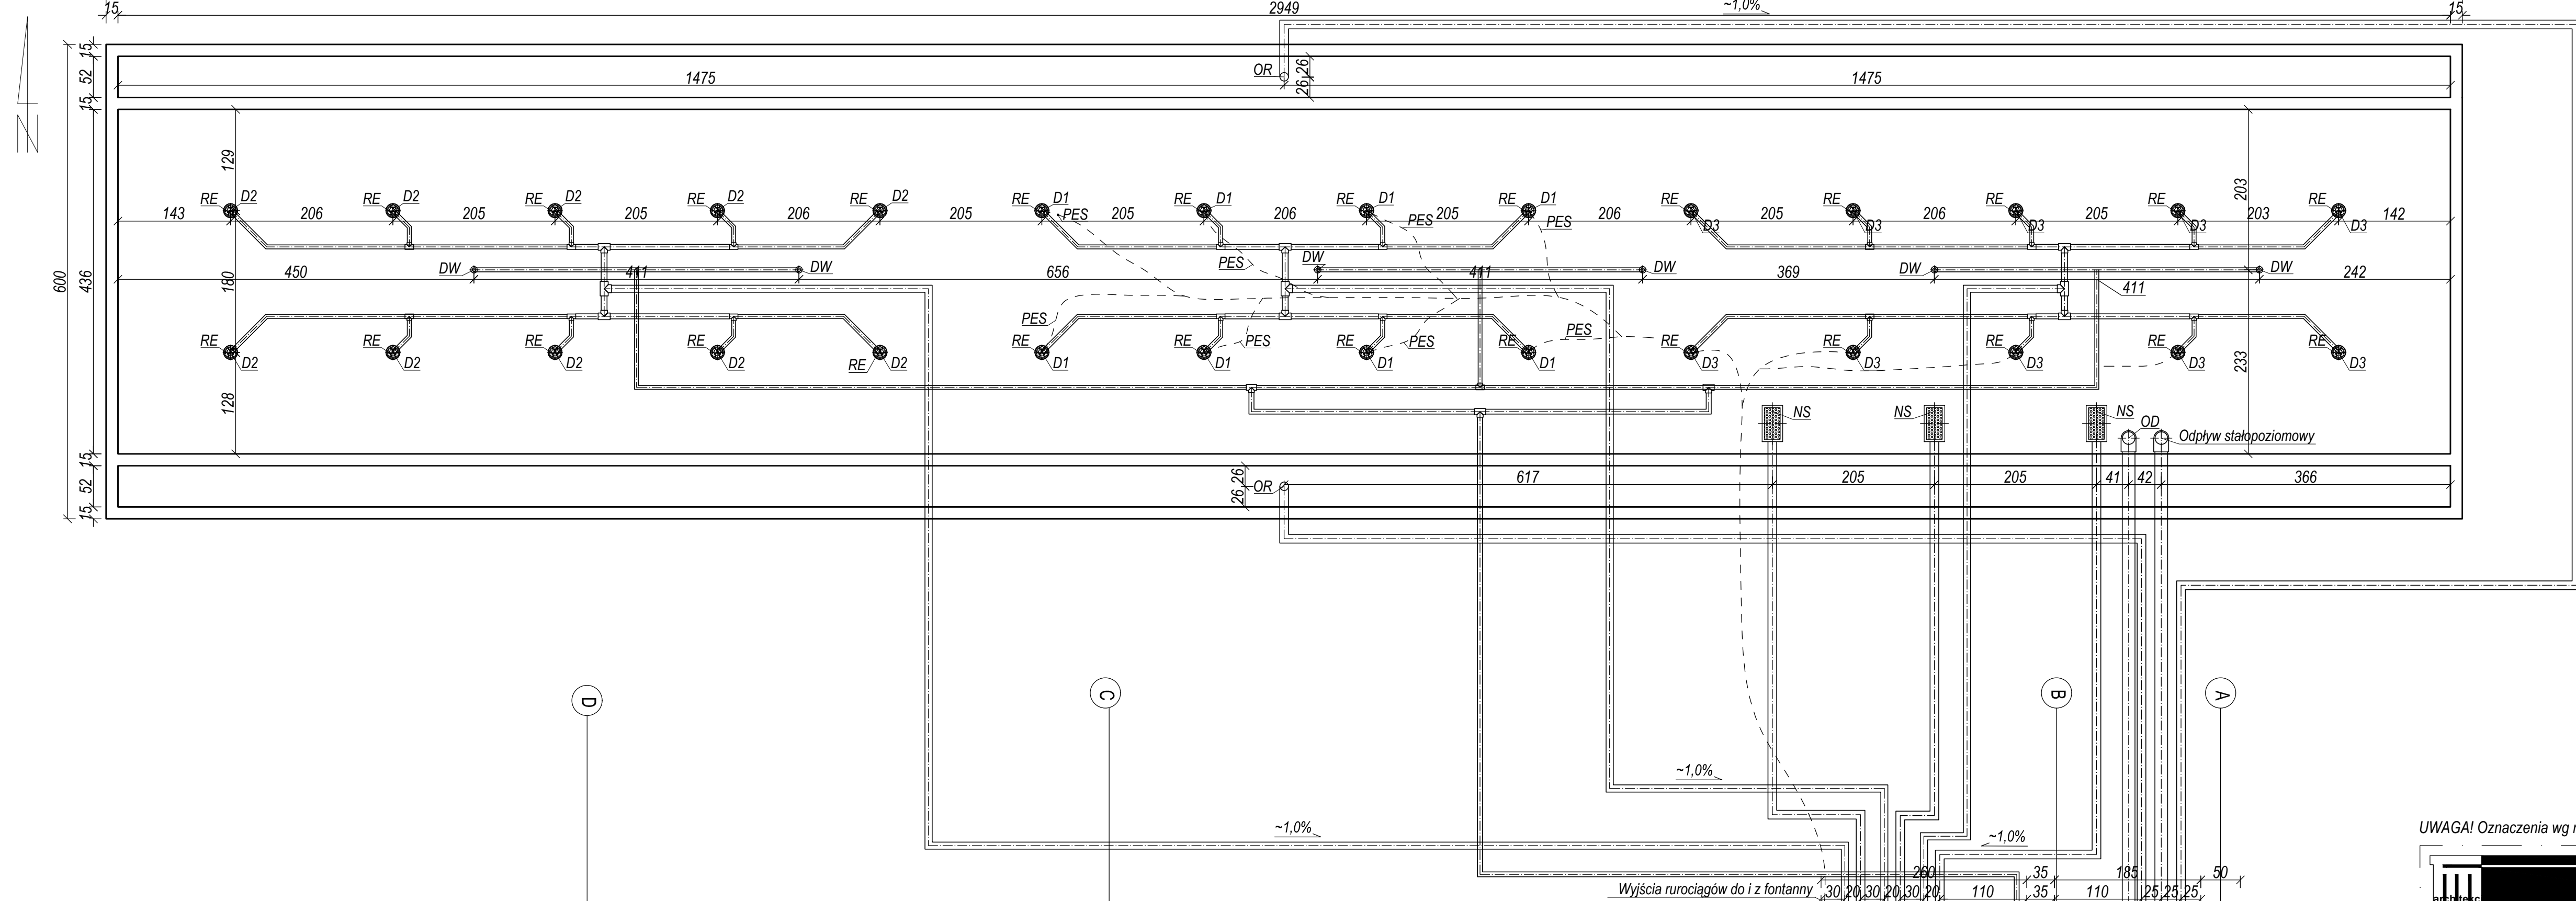 15 2949 ~1,0% 15
15 52 15
OR 26 26
1475 1475
N
600 436
129 180 128
203 233
RE D2 RE D2 RE D2 RE D2 RE D2 RE D1 RE D1 RE D1 RE D1 RE D3 RE D3 RE D3 RE D3 RE D3
PES PES PES
143 206 205 205 206 205 205 206 205 206 205 206 205 203 142
PES
DW DW DW DW DW DW
450 411 656 411 369 242
411
PES PES PES PES
RE D2 RE D2 RE D2 RE D2 RE D2 RE D1 RE D1 RE D1 RE D1 RE D3 RE D3 RE D3 RE D3 RE D3
NS NS NS
OD
Odpływ stałopoziomowy
15 52 15
26 26 OR
617 205 205 41 42 366
D C B A
~1,0%
~1,0%
~1,0%
UWAGA! Oznaczenia wg
260 35 185 50
Wyjścia rurociągów do i z fontanny
30 20 30 20 30 20 110 35 110 25 25 25